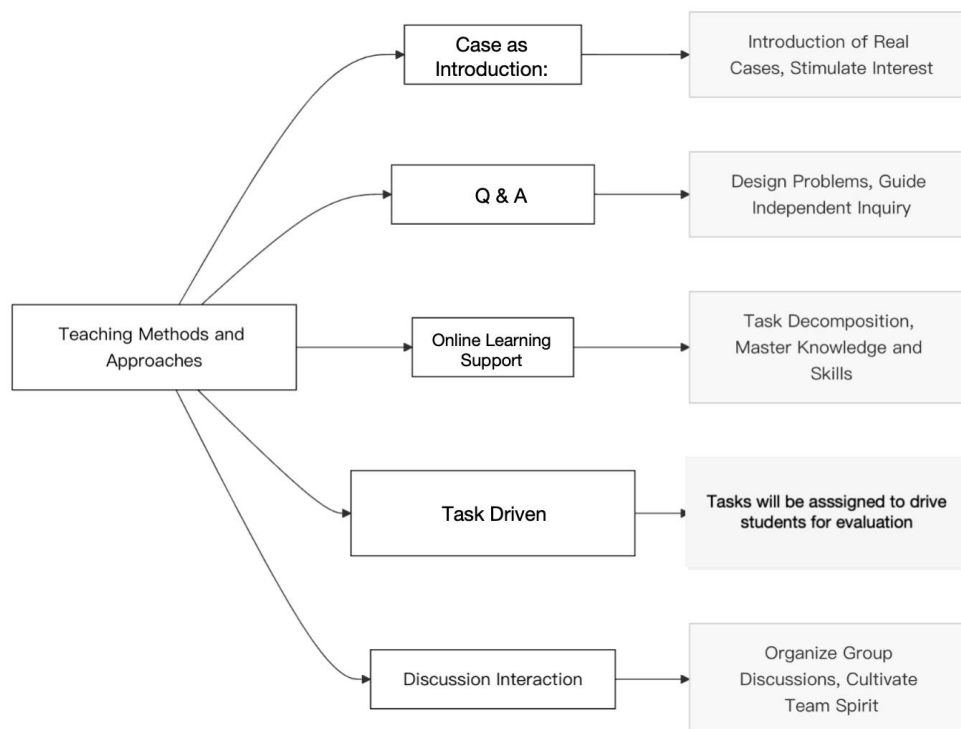 Case as
Introduction:
Introduction of Real
Cases, Stimulate Interest
Q & A
Design Problems, Guide
Independent Inquiry
Teaching Methods and
Approaches
Online Learning
Support
Task Decomposition,
Master Knowledge and
Skills
Task Driven
Tasks will be asssigned to drive
students for evaluation
Discussion Interaction
Organize Group
Discussions, Cultivate
Team Spirit